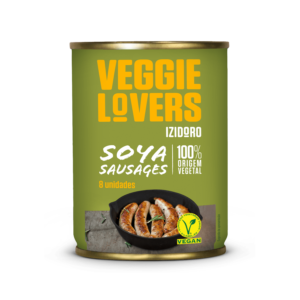 VEGGIE
LOVERS
IZIDORO
SOYA
SAUSAGES
100%
ORIGEM
VEGETAL
8 unidades
V
VEGAN